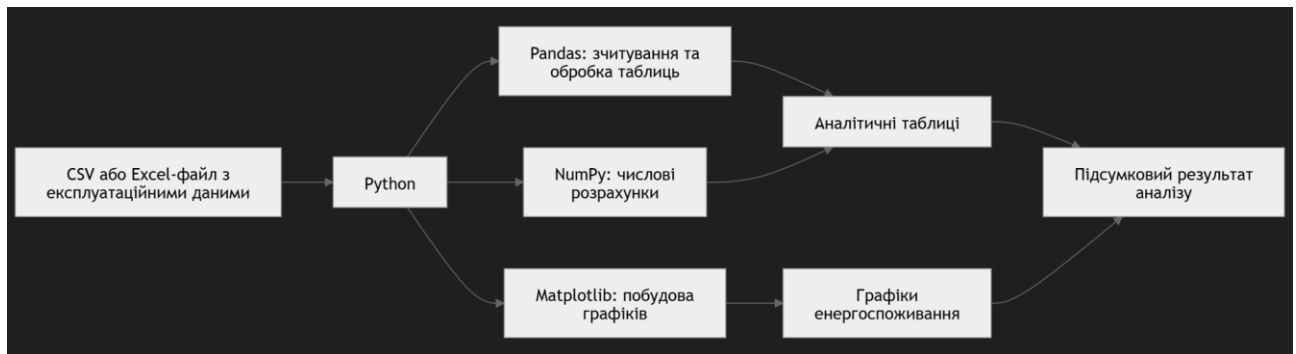 CSV або Excel-файл з
експлуатаційними даними
Python
Pandas: зчитування та
обробка таблиць
NumPy: числові
розрахунки
Matplotlib: побудова
графіків
Аналітичні таблиці
Графіки
енергоспоживання
Підсумковий результат
аналізу